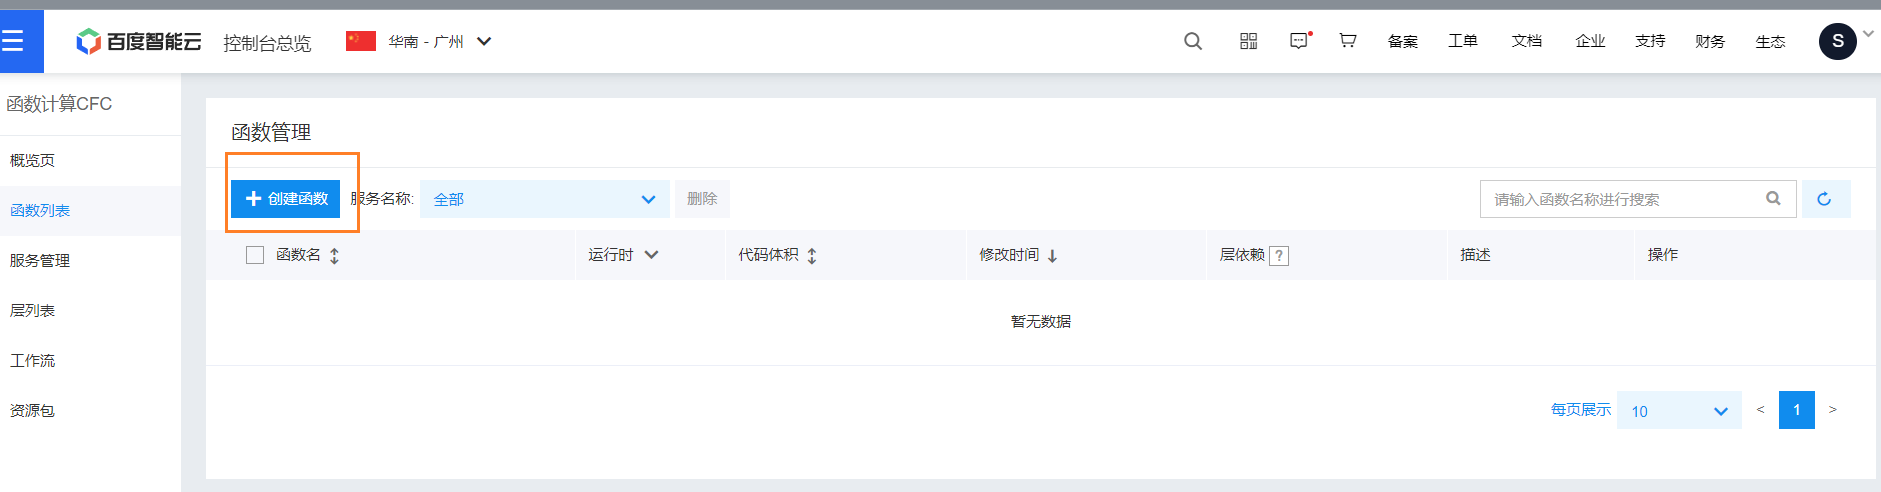 百度智能云 控制台总览 华南 - 广州 备案 工单 文档 企业 支持 财务 生态 S
函数计算CFC
概览页
函数列表
服务管理
层列表
工作流
资源包
函数管理
创建函数 服务名称: 全部 删除 请输入函数名称进行搜索
函数名 运行时 代码体积 修改时间 层依赖 ? 描述 操作
暂无数据
每页展示 10 < 1 >